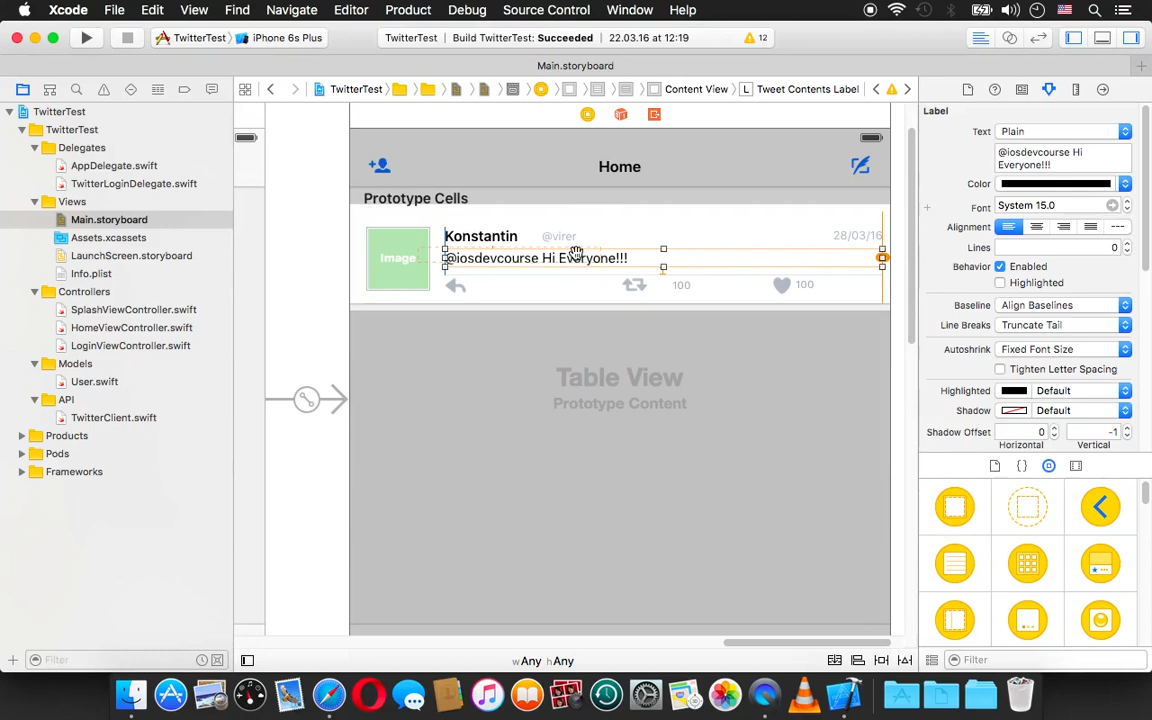 Xcode File Edit View Find Navigate Editor Product Debug Source Control Window Help
TwitterTest iPhone 6s Plus TwitterTest Build TwitterTest: Succeeded 22.03.16 at 12:19 12
Main.storyboard
TwitterTest Content View L Tweet Contents Label
TwitterTest
TwitterTest
Delegates
AppDelegate.swift
TwitterLoginDelegate.swift
Views
Main.storyboard
Assets.xcassets
LaunchScreen.storyboard
Info.plist
Controllers
SplashViewController.swift
HomeViewController.swift
LoginViewController.swift
Models
User.swift
API
TwitterClient.swift
Products
Pods
Frameworks
Filter
Home
Prototype Cells
Image
Konstantin @virer 28/03/16
@iosdevcourse Hi Everyone!!!
100 100
Table View
Prototype Content
wAny hAny
Label
Text Plain
@iosdevcourse Hi
Everyone!!!
Color
Font System 15.0
Alignment
Lines 0
Behavior Enabled
Highlighted
Baseline Align Baselines
Line Breaks Truncate Tail
Autoshrink Fixed Font Size
Tighten Letter Spacing
Highlighted Default
Shadow Default
Shadow Offset 0 -1
Horizontal Vertical
Filter